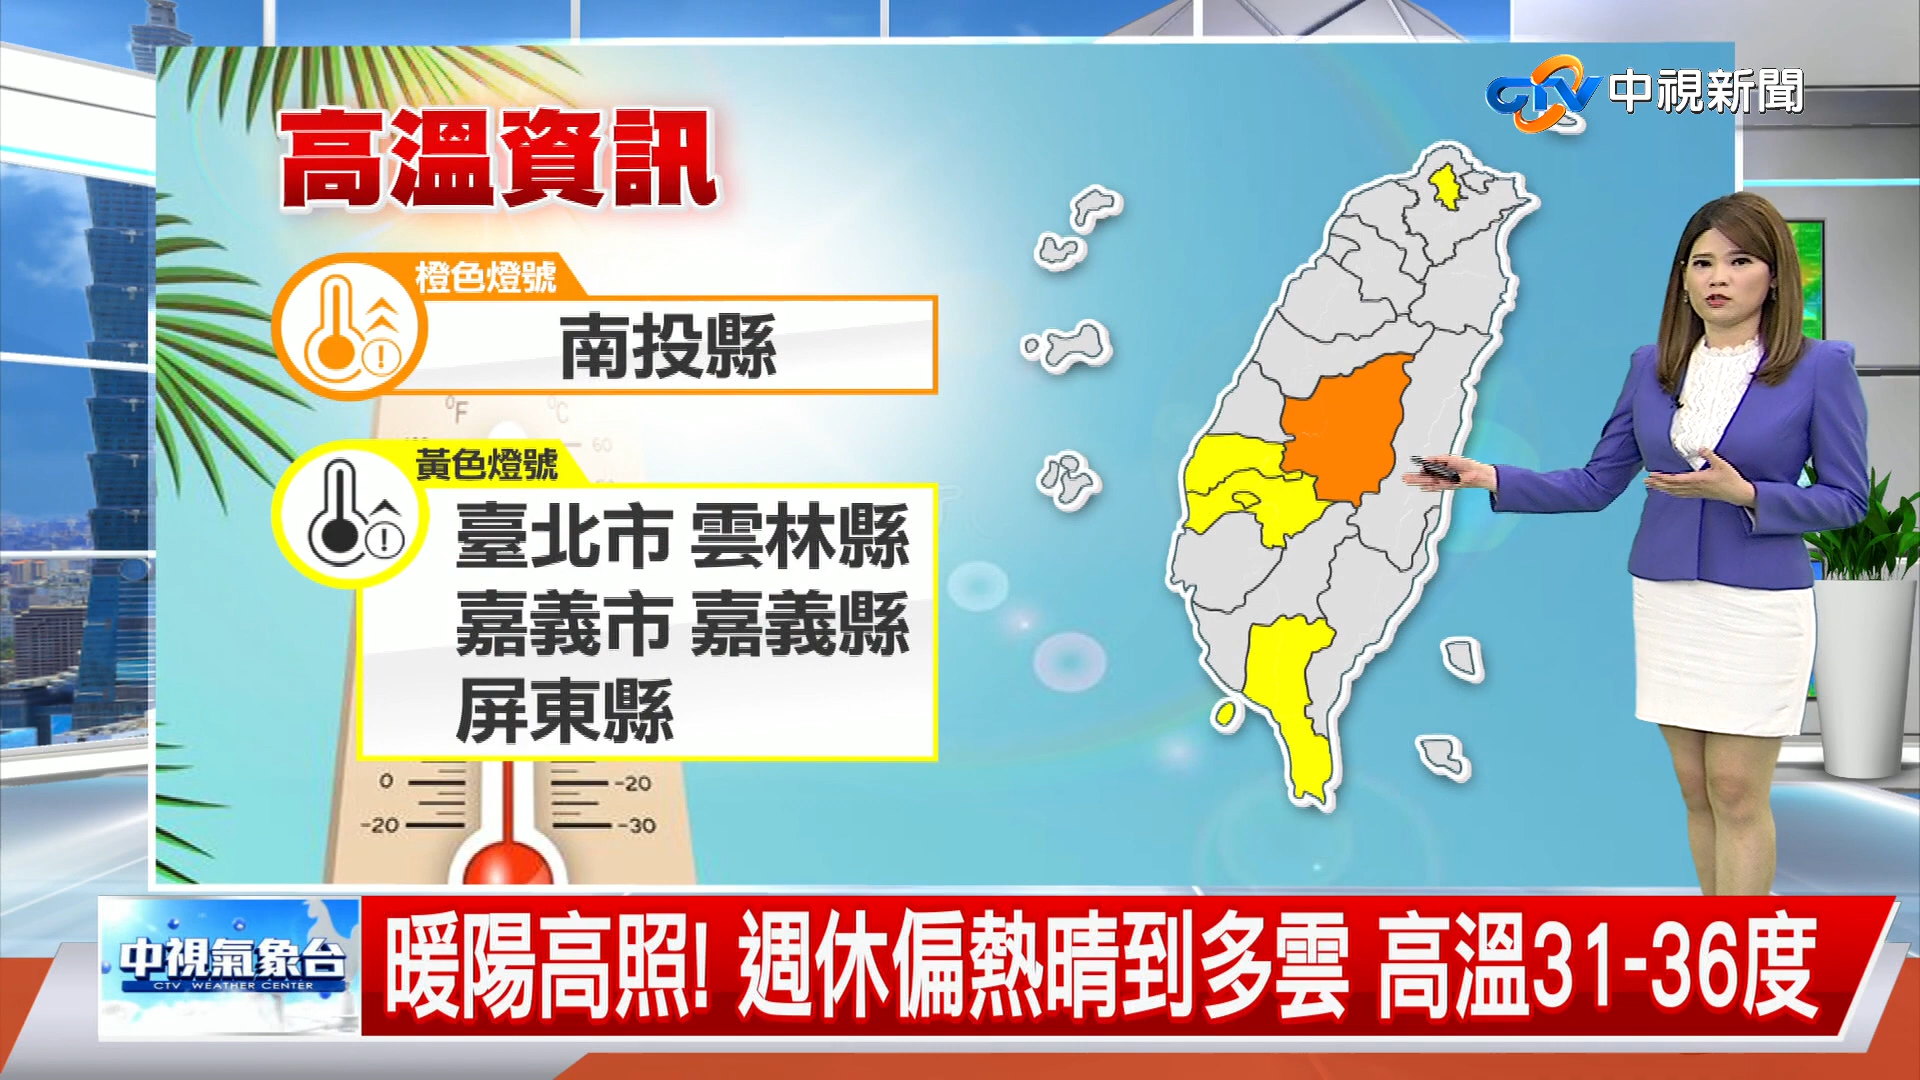 CTV 中視新聞
高溫資訊
橙色燈號
南投縣
°F °C
60
黃色燈號
臺北市 雲林縣
嘉義市 嘉義縣
屏東縣
0 -20
-20 -30
中視氣象台
CTV WEATHER CENTER
暖陽高照! 週休偏熱晴到多雲 高溫31-36度